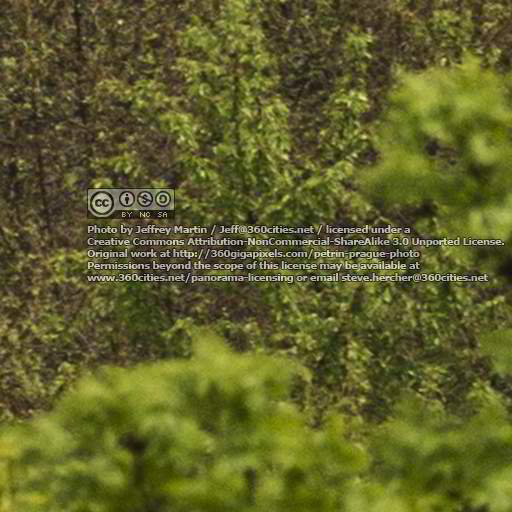 cc BY NC SA
Photo by Jeffrey Martin / Jeff@360cities.net / licensed under a
Creative Commons Attribution-NonCommercial-ShareAlike 3.0 Unported License.
Original work at http://360gigapixels.com/petrin-prague-photo
Permissions beyond the scope of this license may bejavailable at
www.360cities.net/panorama-licensing or email steve.hercher@360cities.net